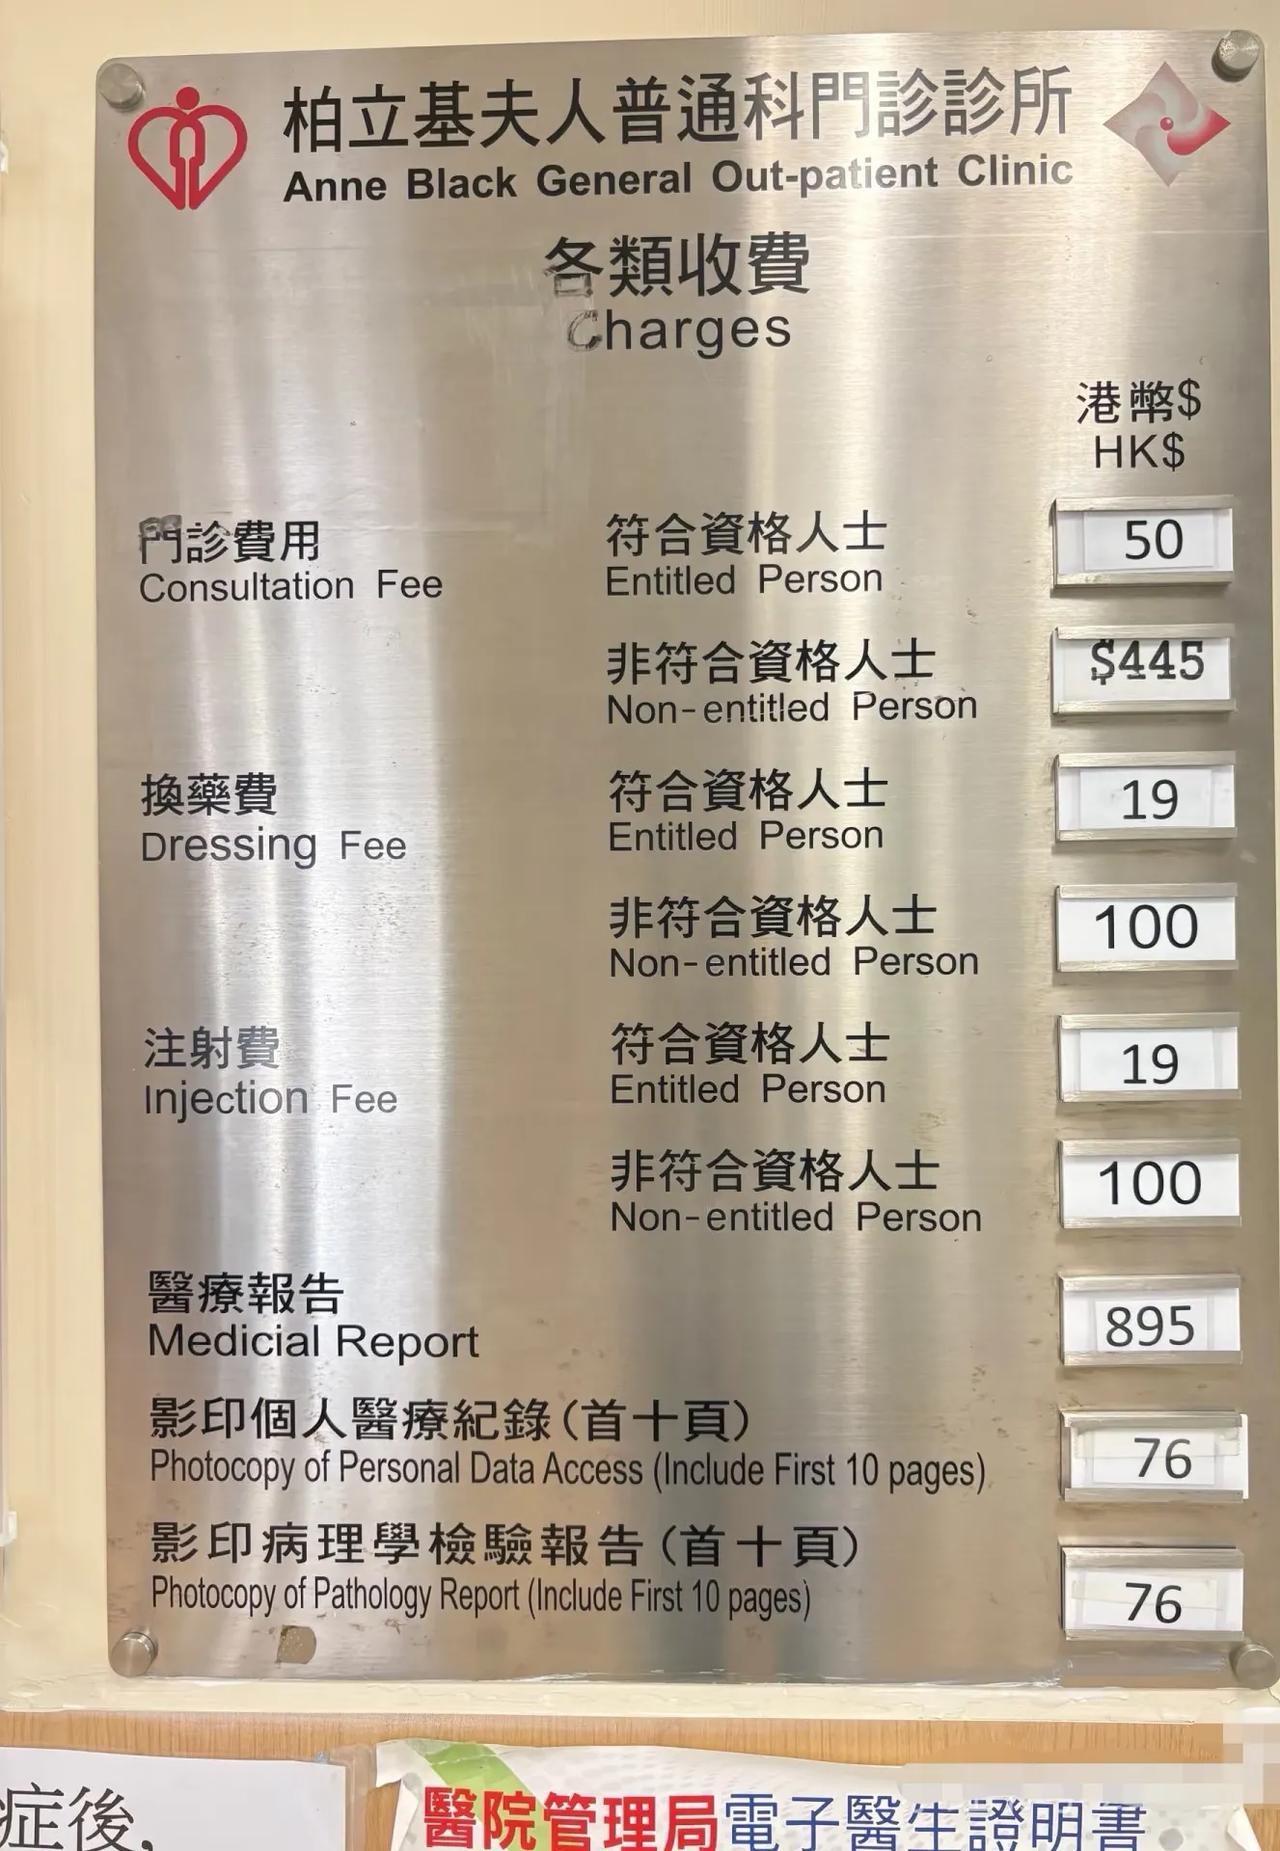 柏立基夫人普通科門診診所
Anne Black General Out-patient Clinic
各類收費
Charges
港幣$
HK$
門診費用
Consultation Fee
符合資格人士
Entitled Person
50
非符合資格人士
Non-entitled Person
$445
換藥費
Dressing Fee
符合資格人士
Entitled Person
19
非符合資格人士
Non-entitled Person
100
注射費
Injection Fee
符合資格人士
Entitled Person
19
非符合資格人士
Non-entitled Person
100
醫療報告
Medicial Report
895
影印個人醫療紀錄(首十頁)
Photocopy of Personal Data Access (Include First 10 pages)
76
影印病理學檢驗報告(首十頁)
Photocopy of Pathology Report (Include First 10 pages)
76
症後,
醫院管理局電子醫生證明書